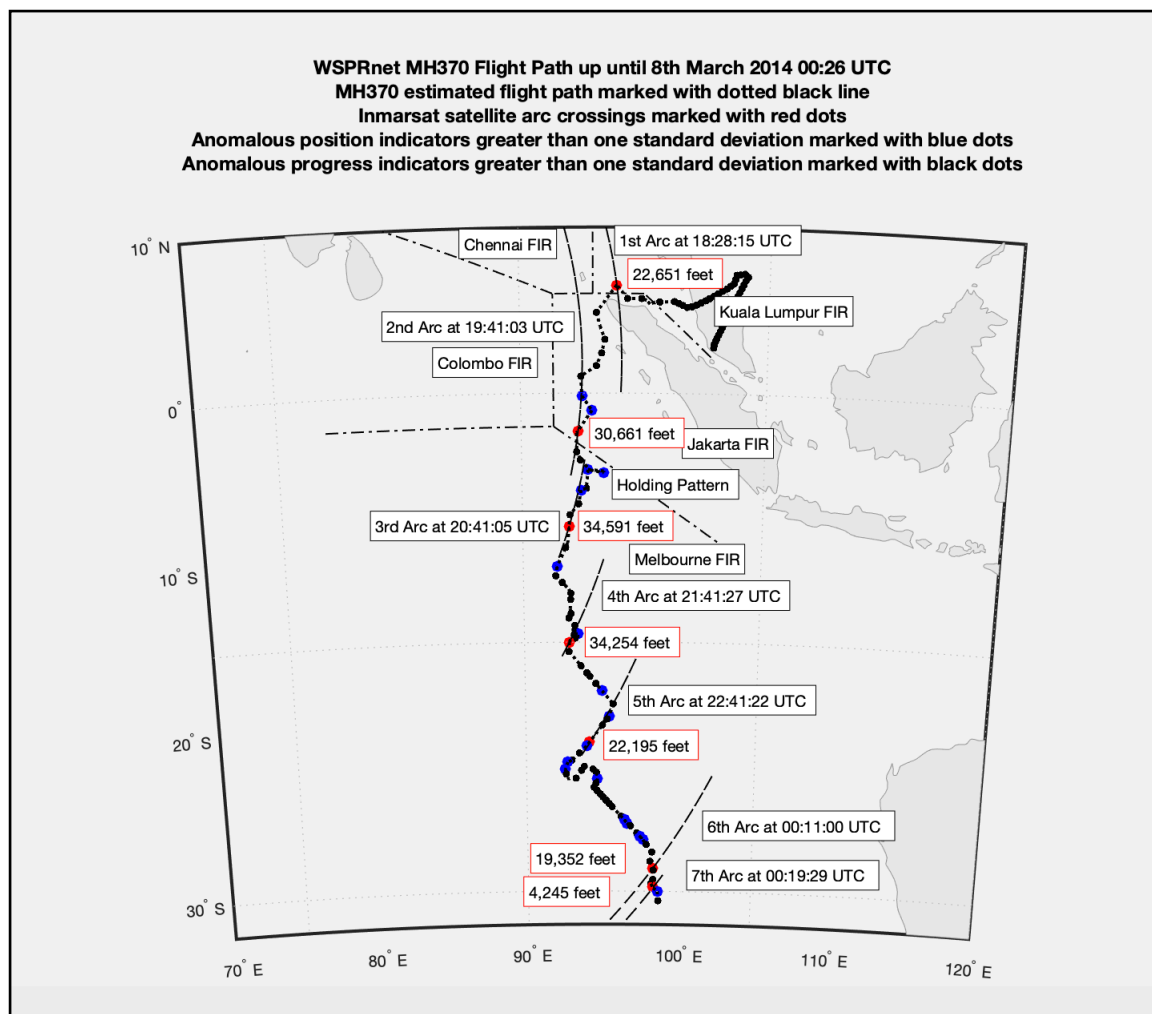 WSPRnet MH370 Flight Path up until 8th March 2014 00:26 UTC
MH370 estimated flight path marked with dotted black line
Inmarsat satellite arc crossings marked with red dots
Anomalous position indicators greater than one standard deviation marked with blue dots
Anomalous progress indicators greater than one standard deviation marked with black dots
10° N
Chennai FIR
1st Arc at 18:28:15 UTC
22,651 feet
Kuala Lumpur FIR
2nd Arc at 19:41:03 UTC
Colombo FIR
0°
30,661 feet
Jakarta FIR
Holding Pattern
3rd Arc at 20:41:05 UTC
34,591 feet
Melbourne FIR
10° S
4th Arc at 21:41:27 UTC
34,254 feet
5th Arc at 22:41:22 UTC
20° S
22,195 feet
6th Arc at 00:11:00 UTC
19,352 feet
7th Arc at 00:19:29 UTC
4,245 feet
30° S
70° E
80° E
90° E
100° E
110° E
120° E